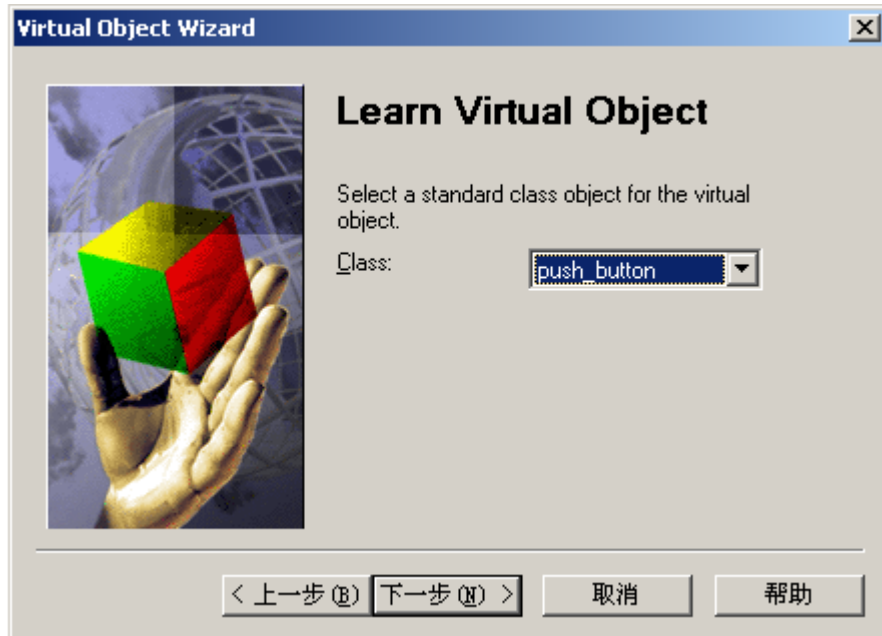 Virtual Object Wizard
Learn Virtual Object
Select a standard class object for the virtual
object.
Class:
push_button
< 上一步(B)
下一步(N) >
取消
帮助